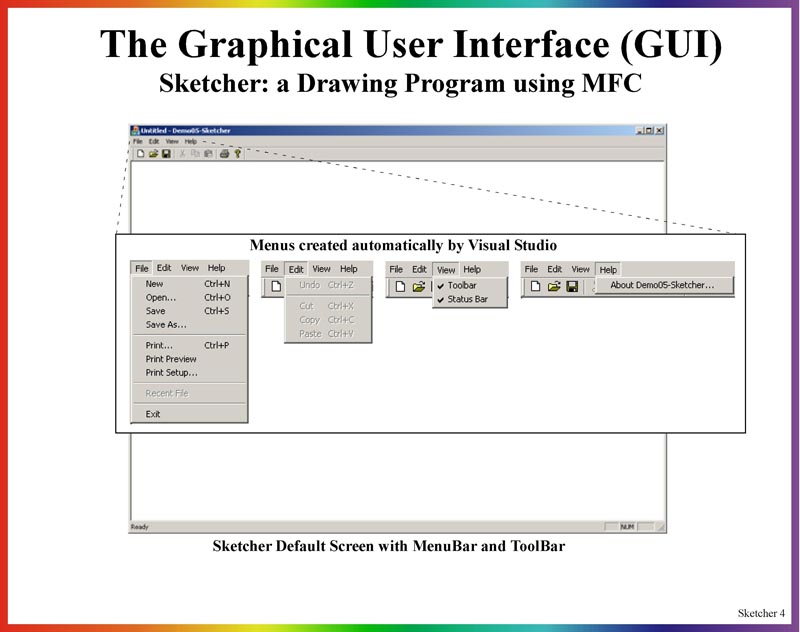 The Graphical User Interface (GUI)
Sketcher: a Drawing Program using MFC
Untitled - Demo05-Sketcher
File Edit View Help
Menus created automatically by Visual Studio
File Edit View Help
New Ctrl+N
Open... Ctrl+O
Save Ctrl+S
Save As...
Print... Ctrl+P
Print Preview
Print Setup...
Recent File
Exit
File Edit View Help
Undo Ctrl+Z
Cut Ctrl+X
Copy Ctrl+C
Paste Ctrl+V
File Edit View Help
Toolbar
Status Bar
File Edit View Help
About Demo05-Sketcher...
Ready NUM
Sketcher Default Screen with MenuBar and ToolBar
Sketcher 4